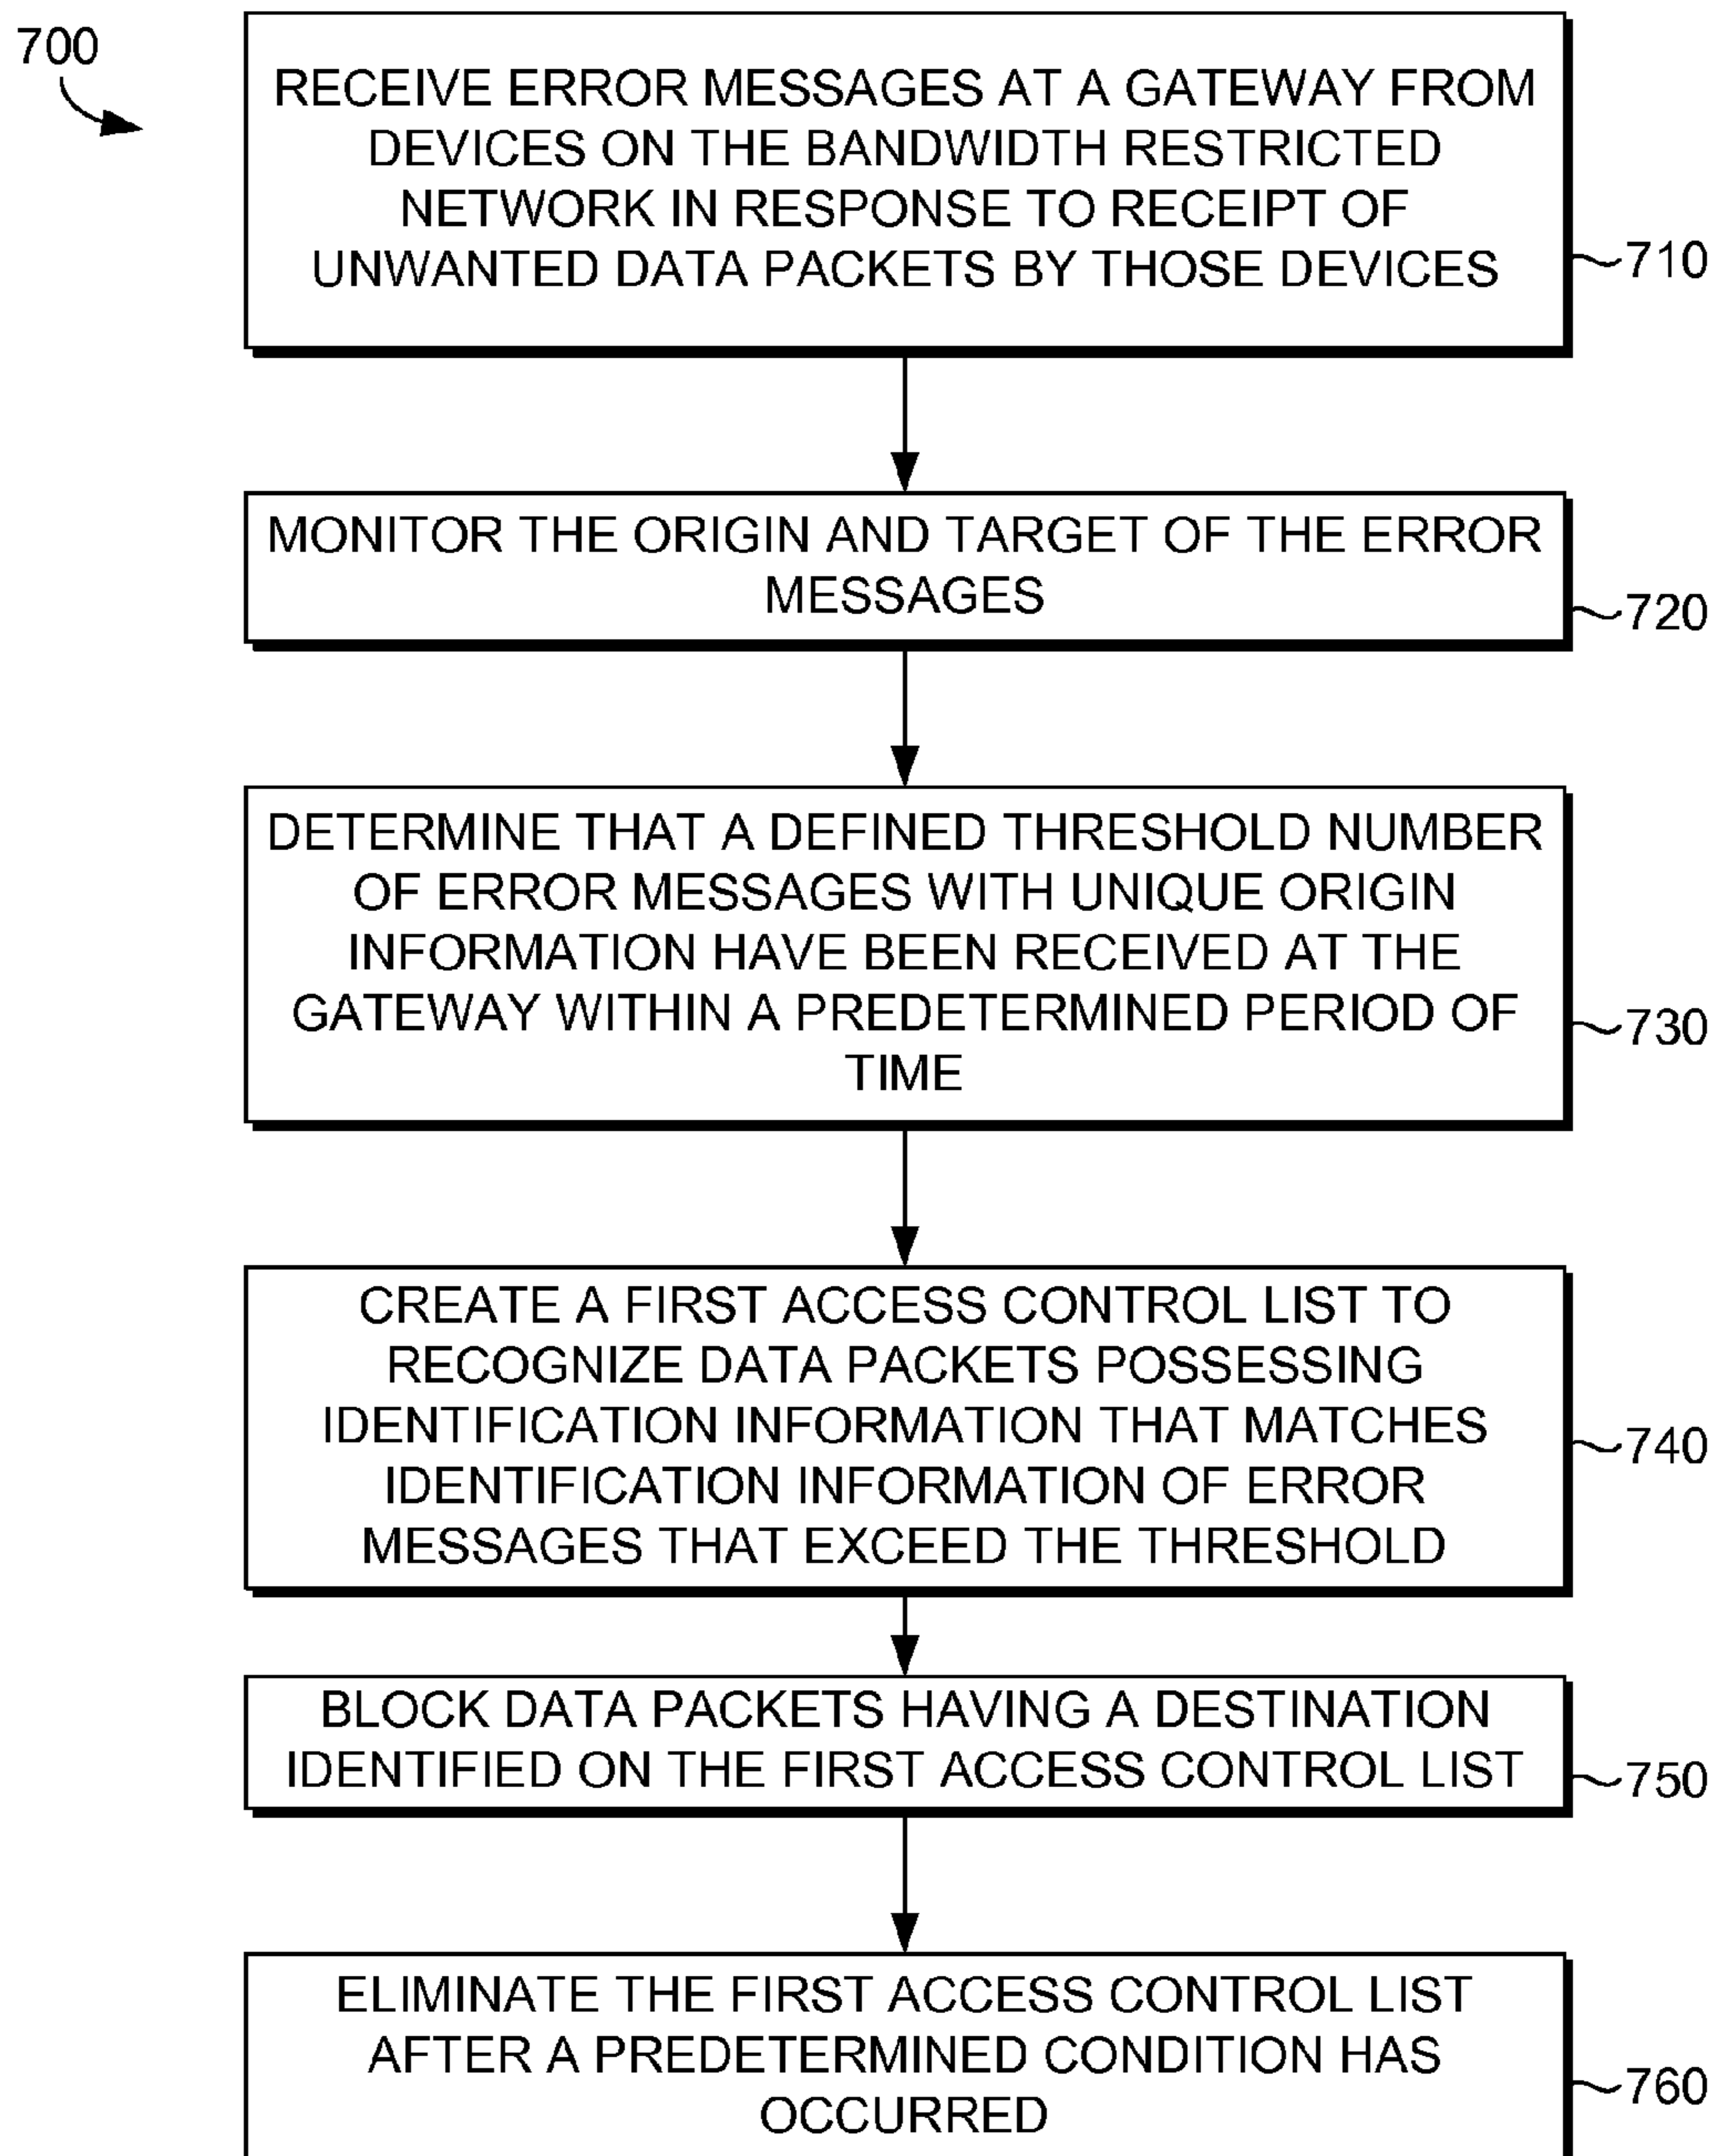 700
RECEIVE ERROR MESSAGES AT A GATEWAY FROM
DEVICES ON THE BANDWIDTH RESTRICTED
NETWORK IN RESPONSE TO RECEIPT OF
UNWANTED DATA PACKETS BY THOSE DEVICES
710
MONITOR THE ORIGIN AND TARGET OF THE ERROR
MESSAGES
720
DETERMINE THAT A DEFINED THRESHOLD NUMBER
OF ERROR MESSAGES WITH UNIQUE ORIGIN
INFORMATION HAVE BEEN RECEIVED AT THE
GATEWAY WITHIN A PREDETERMINED PERIOD OF
TIME
730
CREATE A FIRST ACCESS CONTROL LIST TO
RECOGNIZE DATA PACKETS POSSESSING
IDENTIFICATION INFORMATION THAT MATCHES
IDENTIFICATION INFORMATION OF ERROR
MESSAGES THAT EXCEED THE THRESHOLD
740
BLOCK DATA PACKETS HAVING A DESTINATION
IDENTIFIED ON THE FIRST ACCESS CONTROL LIST
750
ELIMINATE THE FIRST ACCESS CONTROL LIST
AFTER A PREDETERMINED CONDITION HAS
OCCURRED
760